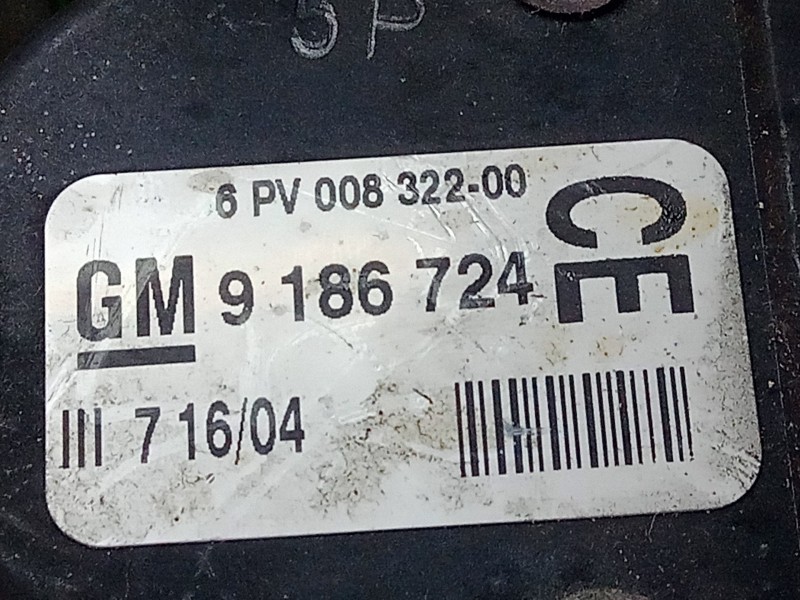 5P
6 PV 008 322-00
GM 9 186 724 CE
III 7 16/04